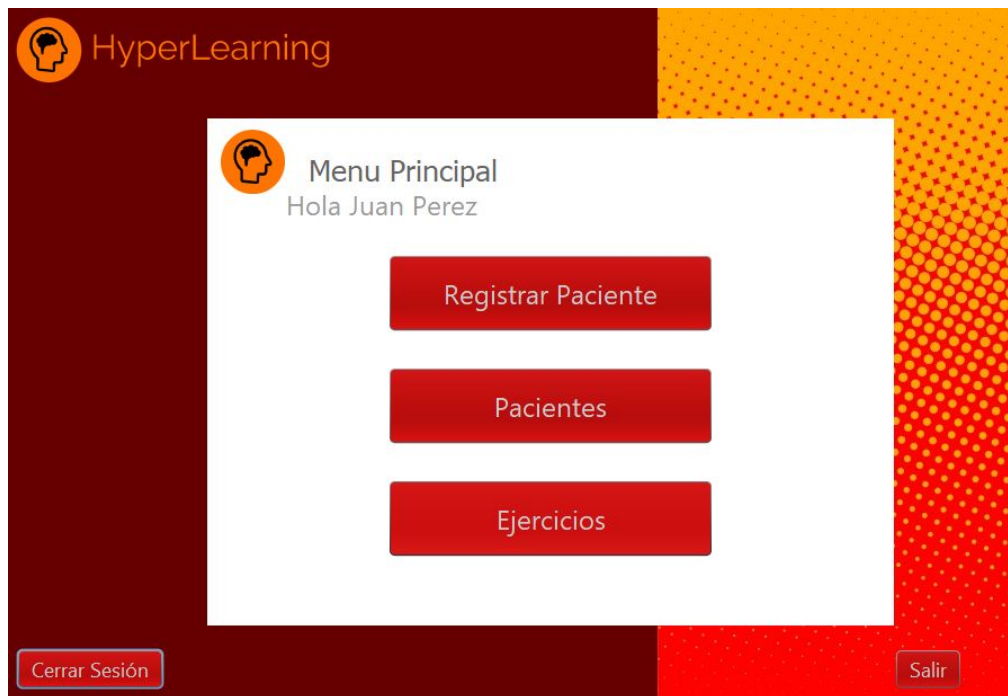 HyperLearning
Menu Principal
Hola Juan Perez
Registrar Paciente
Pacientes
Ejercicios
Cerrar Sesión
Salir